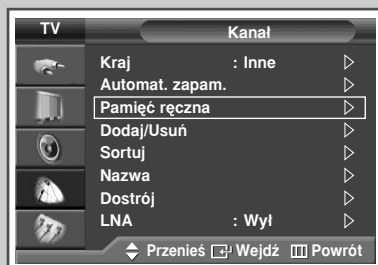 TV
Kanał
Kraj : Inne
Automat. zapam.
Pamięć ręczna
Dodaj/Usuń
Sortuj
Nazwa
Dostrój
LNA : Wył
Przenieś Wejdź Powrót